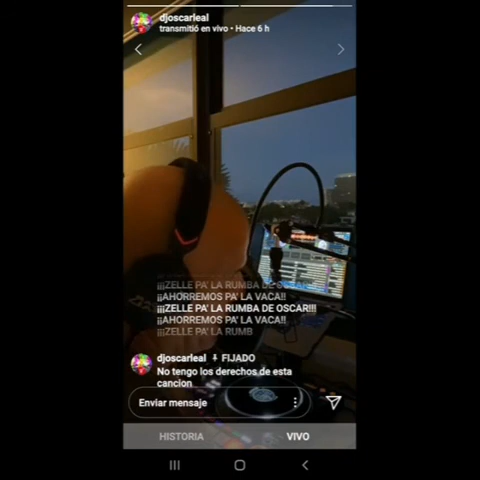 djoscarleal
transmitió en vivo • Hace 6 h
¡¡¡ZELLE PA' LA RUMBA DE OSCAR!!!
¡¡AHORREMOS PA' LA VACA!!
¡¡¡ZELLE PA' LA RUMBA DE OSCAR!!!
¡¡AHORREMOS PA' LA VACA!!
¡¡¡ZELLE PA' LA RUMB
djoscarleal FIJADO
No tengo los derechos de esta
cancion
Enviar mensaje
HISTORIA VIVO